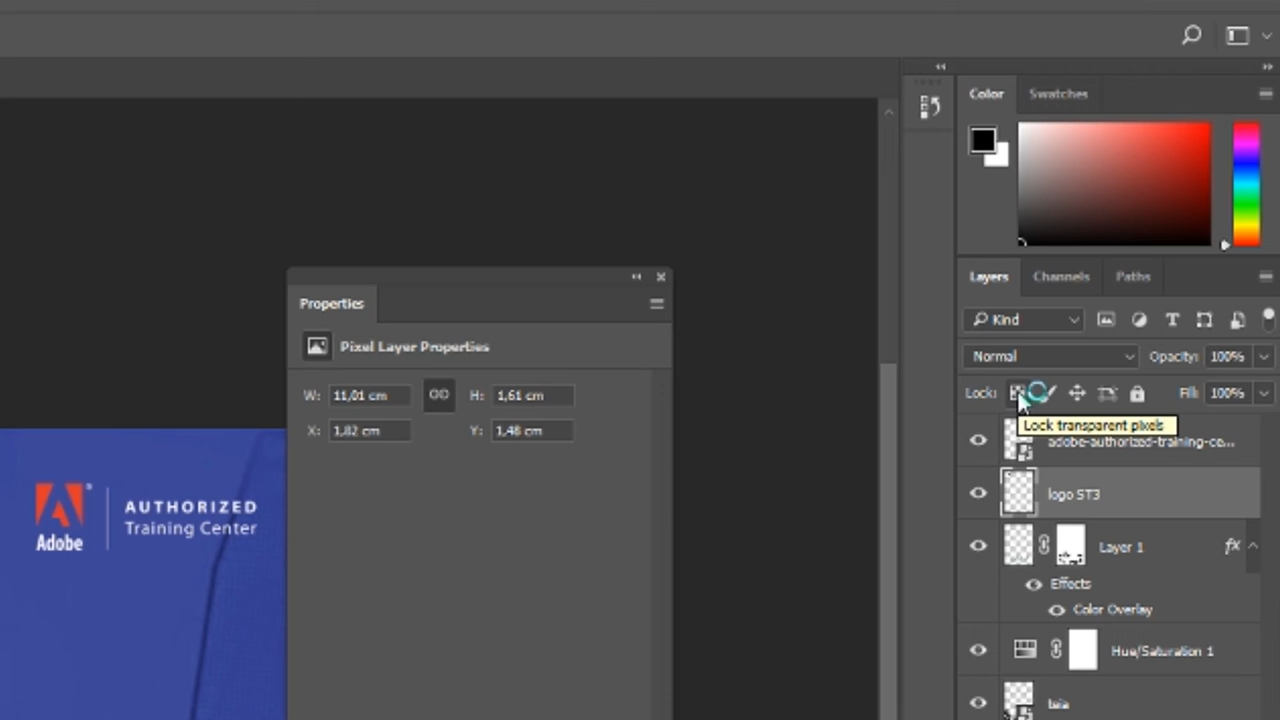 Color
Swatches
Layers
Channels
Paths
Kind
Normal
Opacity: 100%
Lock:
Fill: 100%
Lock transparent pixels
adobe-authorized-training-ce...
logo ST3
Layer 1
fx
Effects
Color Overlay
Hue/Saturation 1
Properties
Pixel Layer Properties
W: 11,01 cm
H: 1,61 cm
X: 1,82 cm
Y: 1,48 cm
Adobe
AUTHORIZED
Training Center